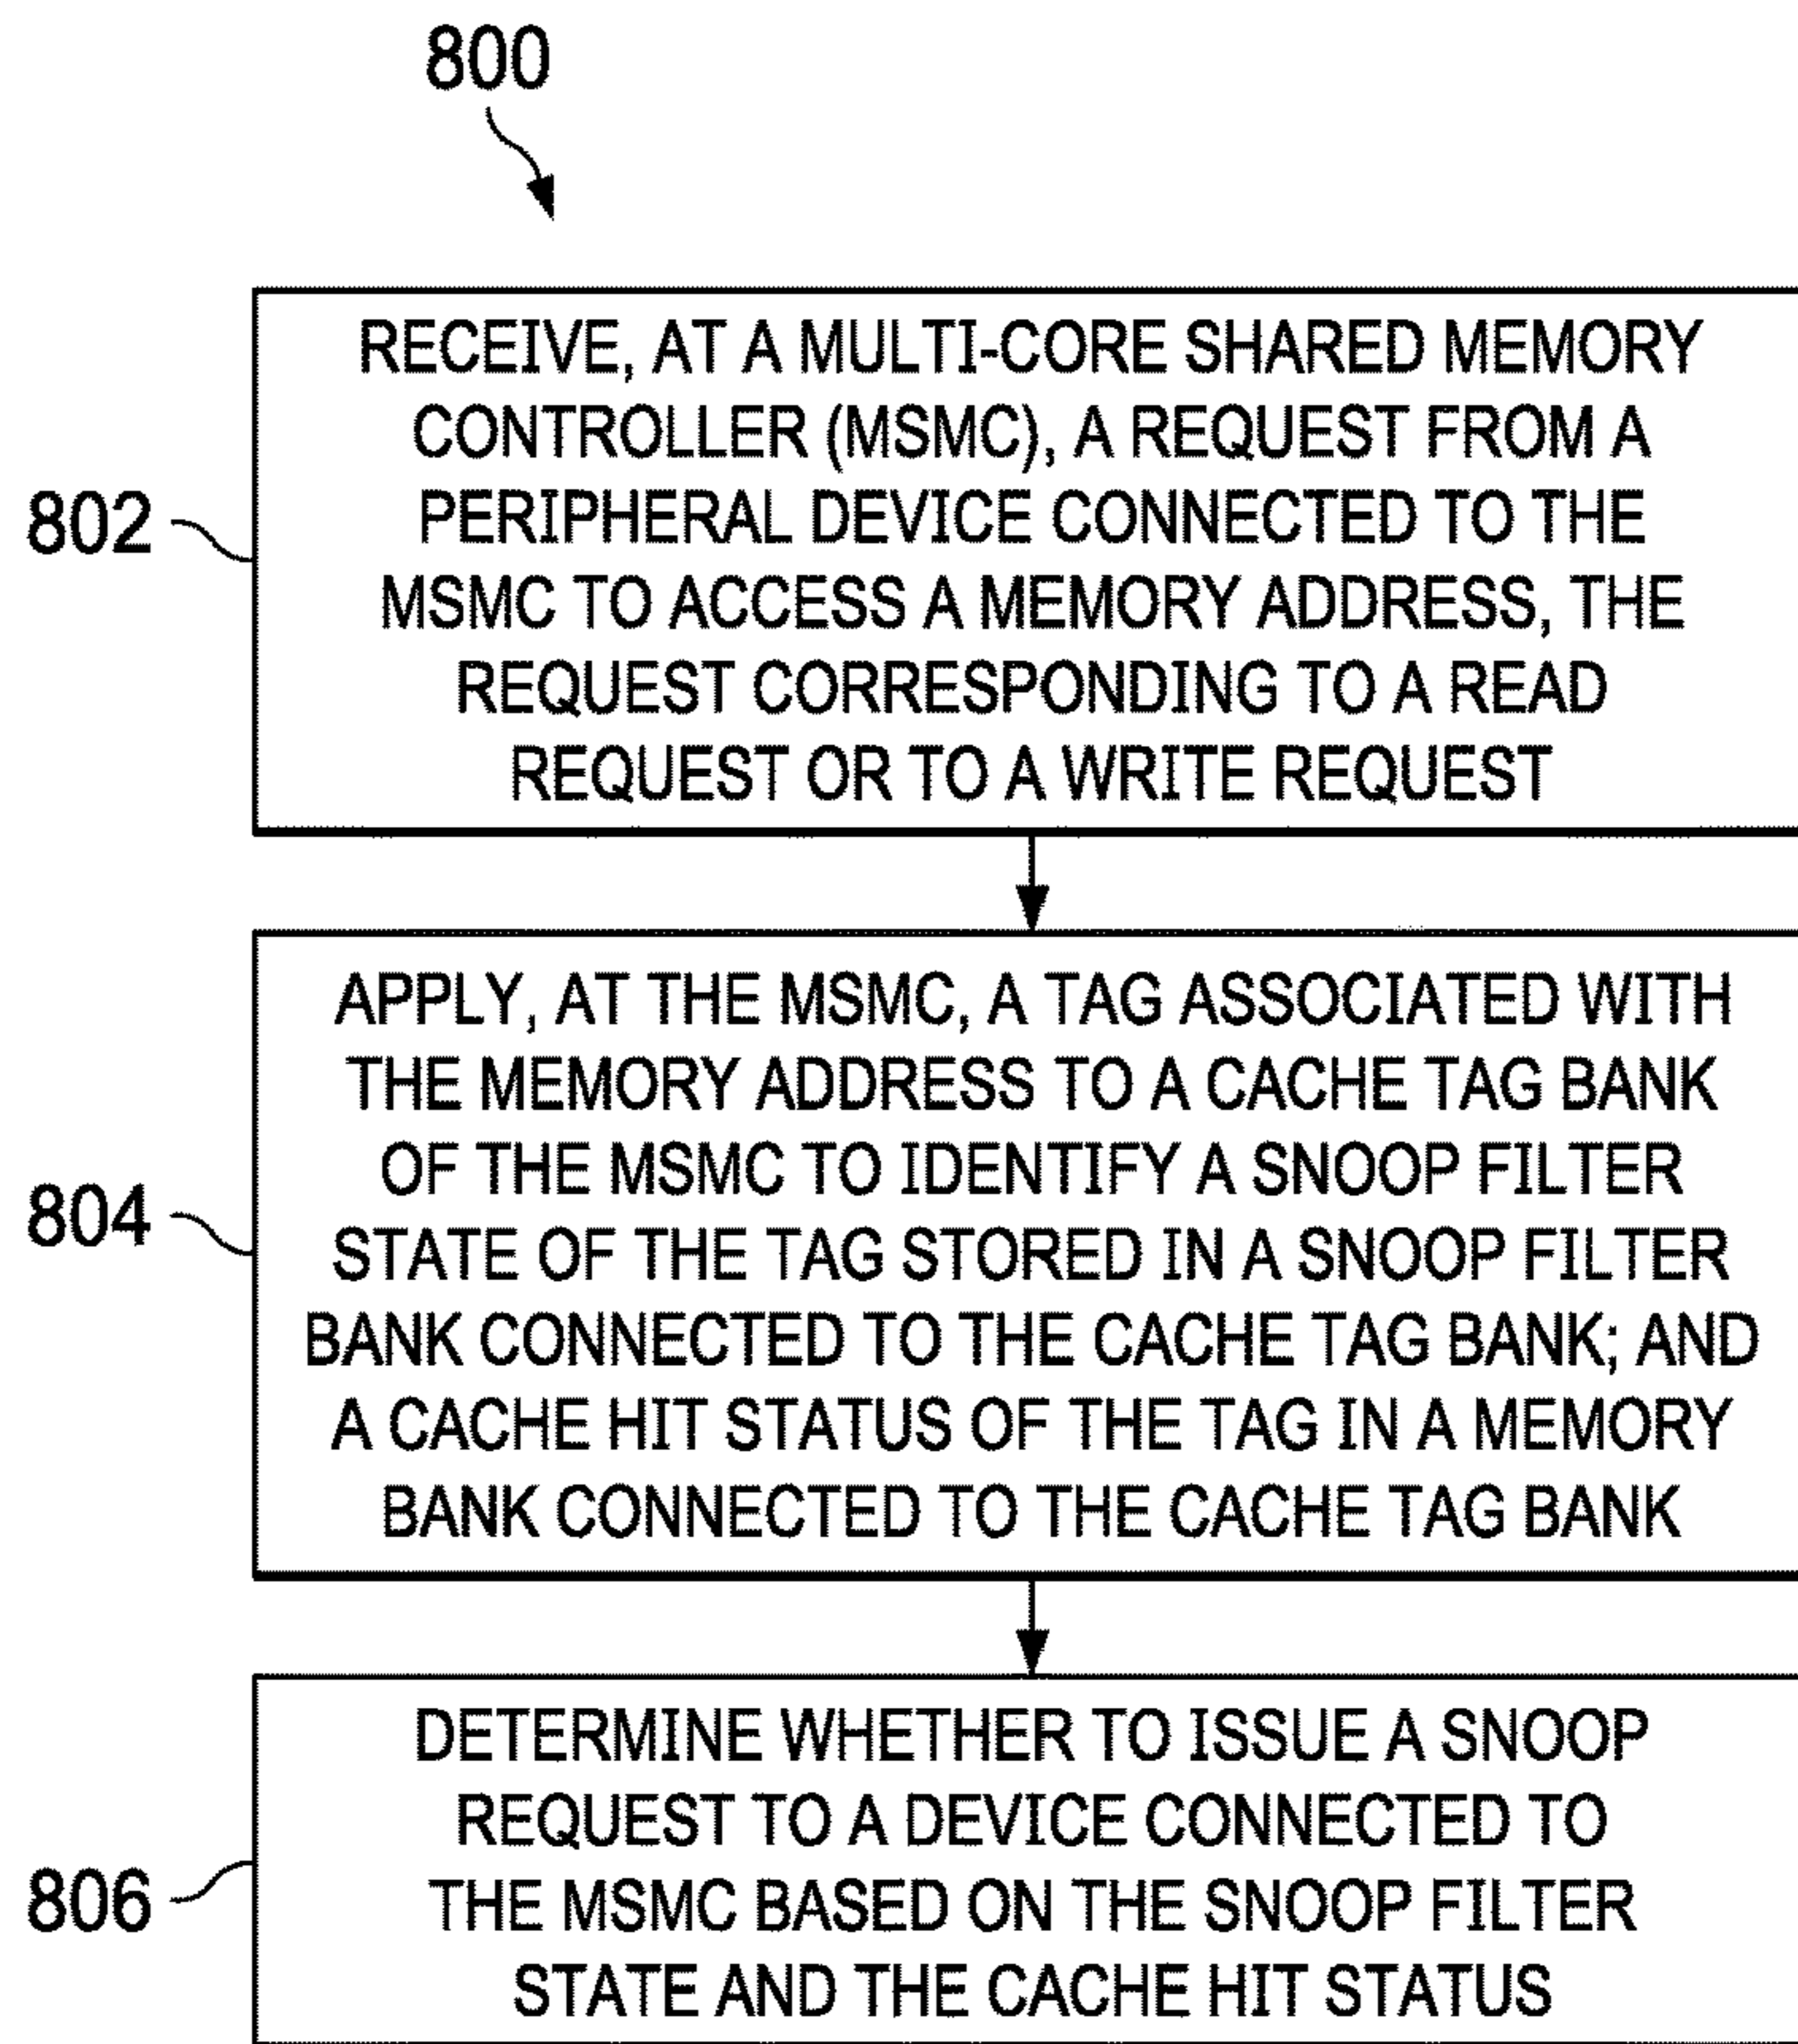 800
802
RECEIVE, AT A MULTI-CORE SHARED MEMORY
CONTROLLER (MSMC), A REQUEST FROM A
PERIPHERAL DEVICE CONNECTED TO THE
MSMC TO ACCESS A MEMORY ADDRESS, THE
REQUEST CORRESPONDING TO A READ
REQUEST OR TO A WRITE REQUEST
804
APPLY, AT THE MSMC, A TAG ASSOCIATED WITH
THE MEMORY ADDRESS TO A CACHE TAG BANK
OF THE MSMC TO IDENTIFY A SNOOP FILTER
STATE OF THE TAG STORED IN A SNOOP FILTER
BANK CONNECTED TO THE CACHE TAG BANK; AND
A CACHE HIT STATUS OF THE TAG IN A MEMORY
BANK CONNECTED TO THE CACHE TAG BANK
806
DETERMINE WHETHER TO ISSUE A SNOOP
REQUEST TO A DEVICE CONNECTED TO
THE MSMC BASED ON THE SNOOP FILTER
STATE AND THE CACHE HIT STATUS